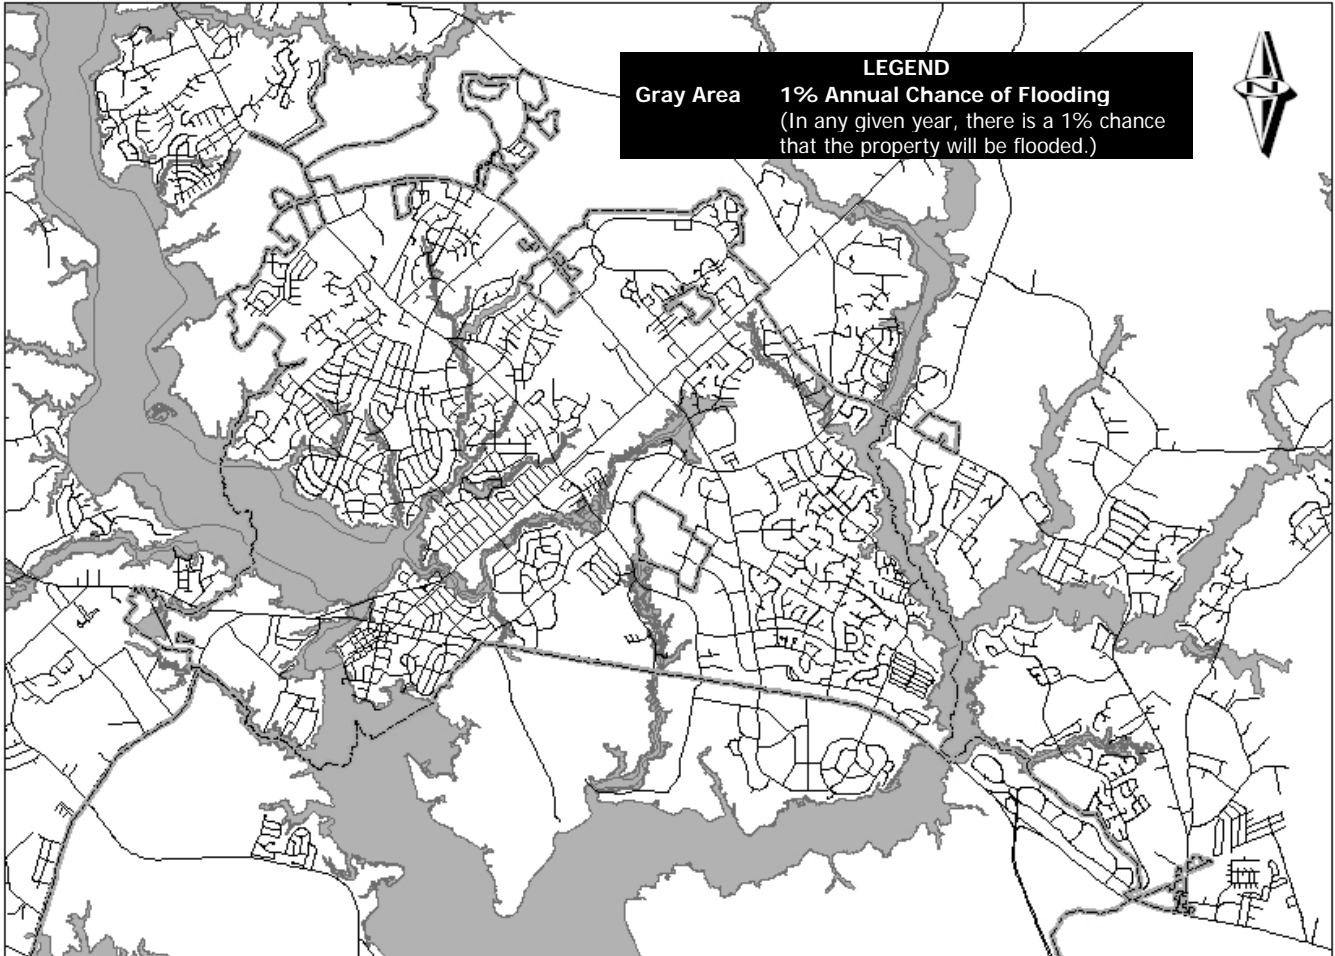 LEGEND
Gray Area 1% Annual Chance of Flooding
(In any given year, there is a 1% chance
that the property will be flooded.)
N